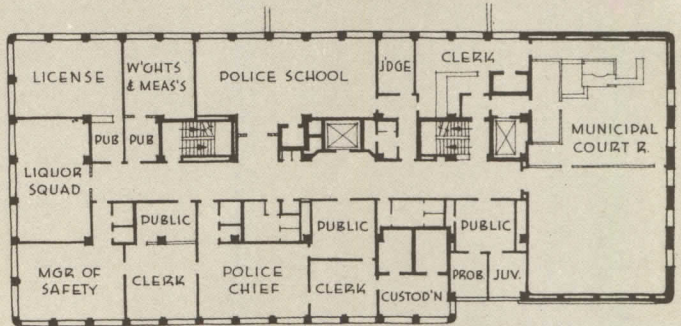 LICENSE
W'GHTS
& MEAS'S
POLICE SCHOOL
J'DGE
CLERK
PUB
PUB
MUNICIPAL
COURT R.
LIQUOR
SQUAD
PUBLIC
PUBLIC
PUBLIC
MGR OF
SAFETY
CLERK
POLICE
CHIEF
CLERK
CUSTOD'N
PROB
JUV.